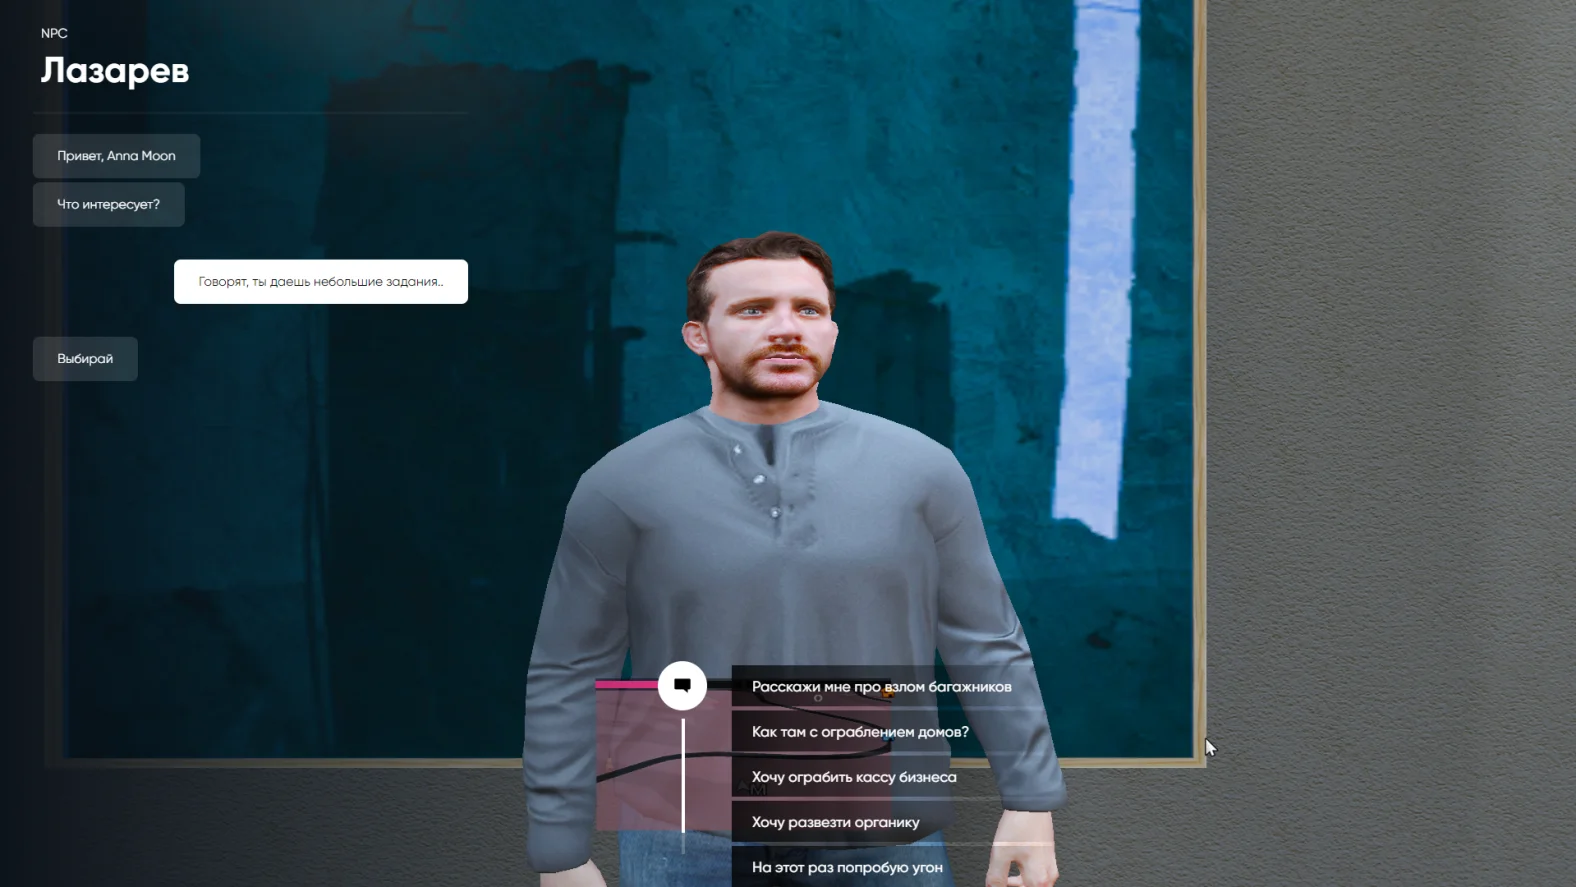 NPC
Лазарев
Привет, Anna Moon
Что интересует?
Говорят, ты даешь небольшие задания..
Выбирай
Расскажи мне про взлом багажников
Как там с ограблением домов?
Хочу ограбить кассу бизнеса
Хочу развезти органику
На этот раз попробую угон